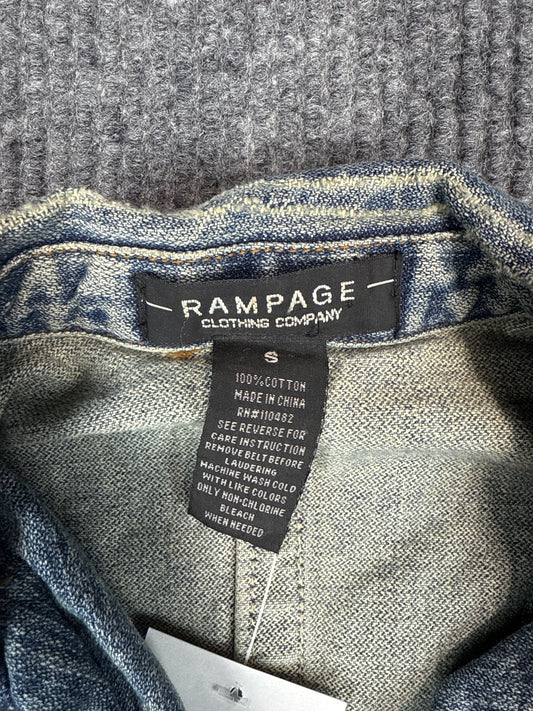 RAMPAGE
CLOTHING COMPANY
S
100%COTTON
MADE IN CHINA
RN#110482
SEE REVERSE FOR
CARE INSTRUCTION
REMOVE BELT BEFORE
LAUDERING
MACHINE WASH COLD
WITH LIKE COLORS
ONLY NON-CHLORINE
BLEACH
WHEN NEEDED